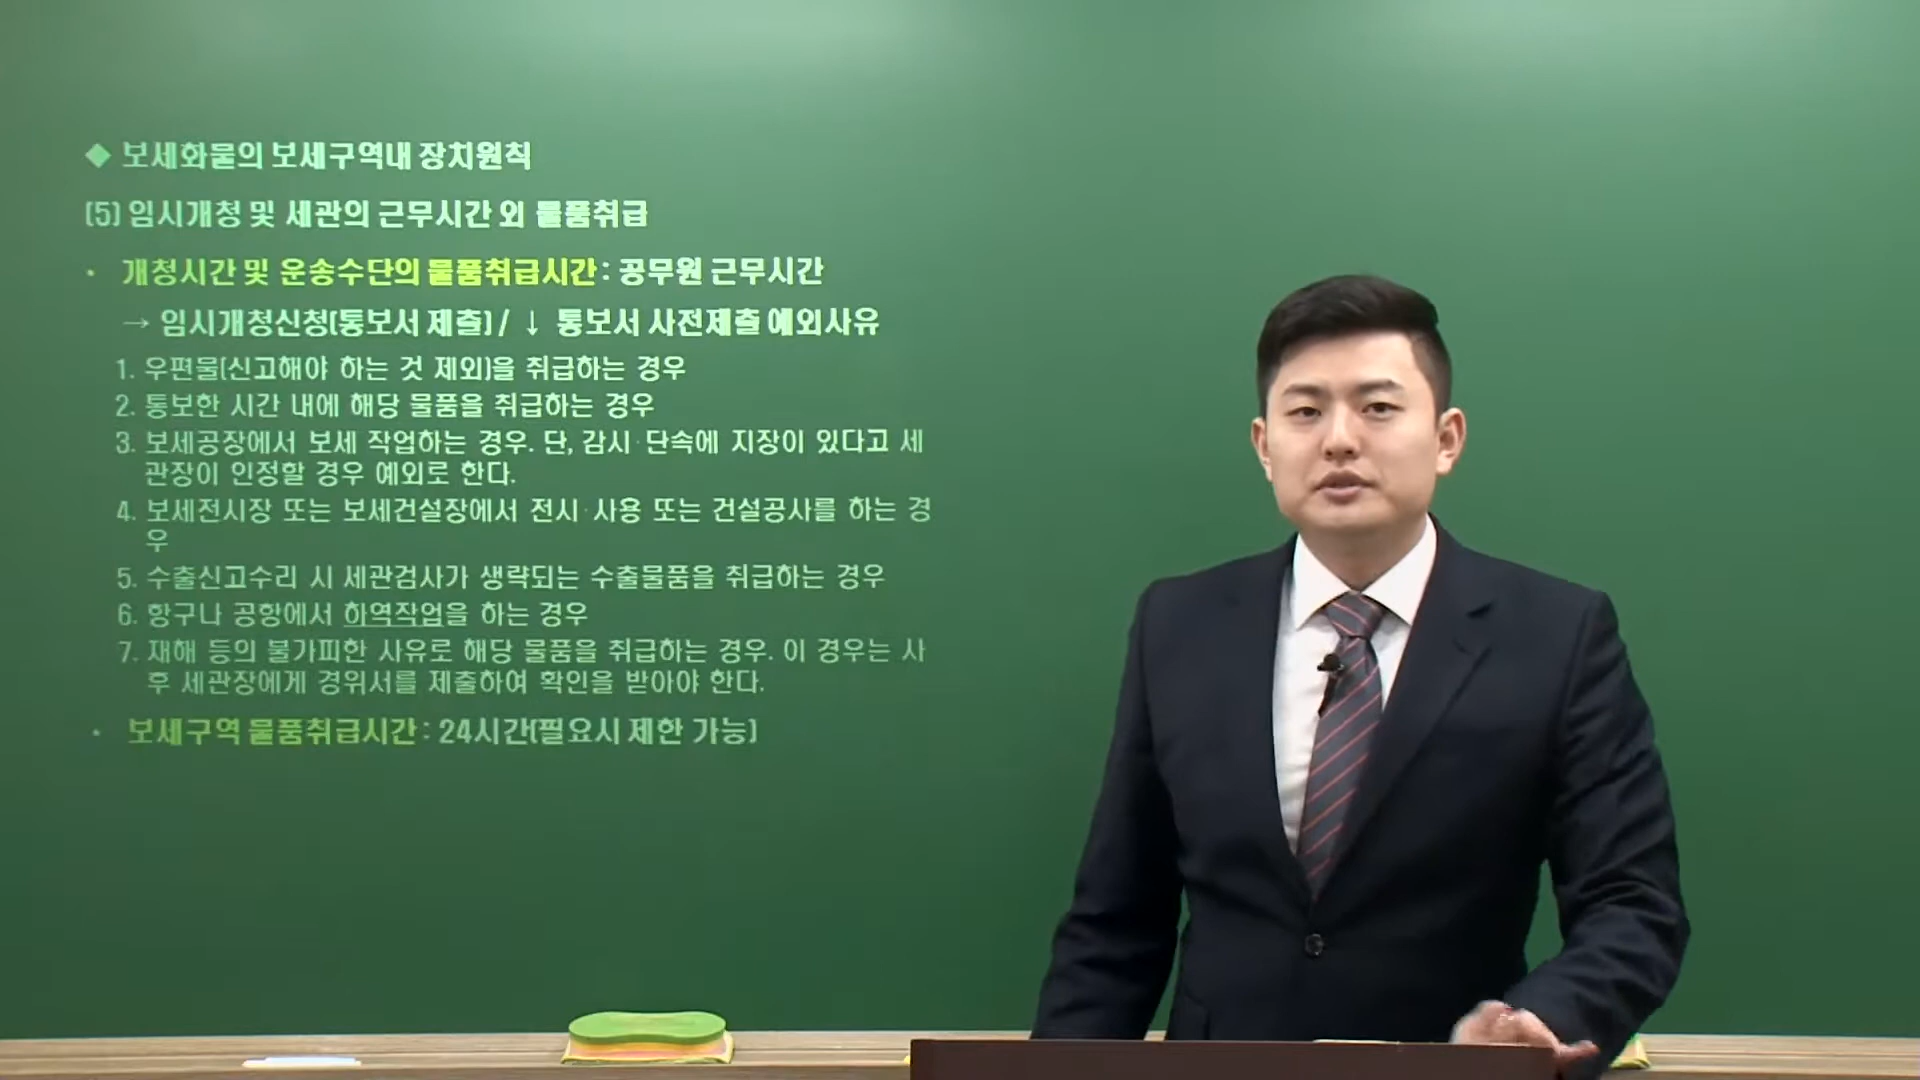 ◆ 보세화물의 보세구역내 장치원칙
(5) 임시개청 및 세관의 근무시간 외 물품취급
• 개청시간 및 운송수단의 물품취급시간 : 공무원 근무시간
→ 임시개청신청(통보서 제출) / ↓ 통보서 사전제출 예외사유
1. 우편물(신고해야 하는 것 제외)을 취급하는 경우
2. 통보한 시간 내에 해당 물품을 취급하는 경우
3. 보세공장에서 보세 작업하는 경우. 단, 감시·단속에 지장이 있다고 세
관장이 인정할 경우 예외로 한다.
4. 보세전시장 또는 보세건설장에서 전시·사용 또는 건설공사를 하는 경
우
5. 수출신고수리 시 세관검사가 생략되는 수출물품을 취급하는 경우
6. 항구나 공항에서 하역작업을 하는 경우
7. 재해 등의 불가피한 사유로 해당 물품을 취급하는 경우. 이 경우는 사
후 세관장에게 경위서를 제출하여 확인을 받아야 한다.
• 보세구역 물품취급시간 : 24시간(필요시 제한 가능)